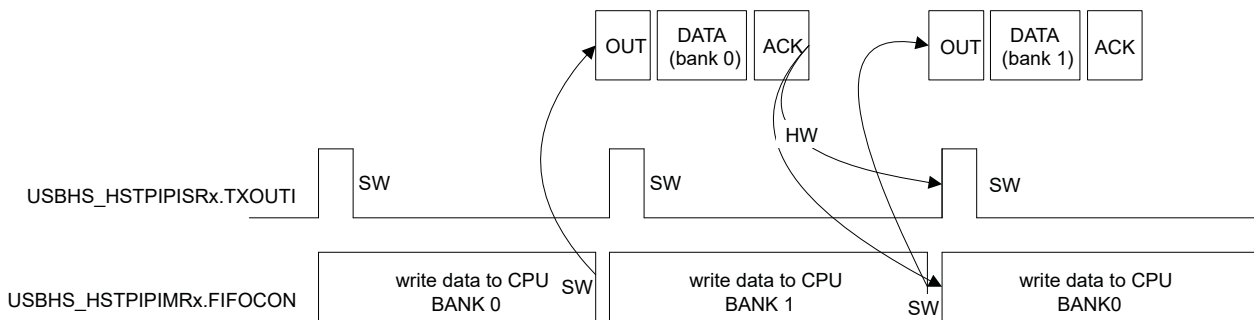 OUT
DATA
(bank 0)
ACK
OUT
DATA
(bank 1)
ACK
HW
USBHS_HSTPIPISRx.TXOUTI
SW
SW
SW
USBHS_HSTPIPIMRx.FIFOCON
write data to CPU
BANK 0
SW
write data to CPU
BANK 1
SW
write data to CPU
BANK0